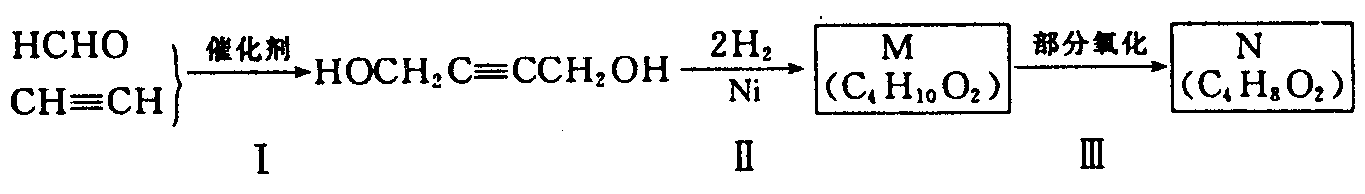 HCHO
CH≡CH
催化剂
HOCH₂C≡CCH₂OH
2H₂
Ni
M
(C₄H₁₀O₂)
部分氧化
N
(C₄H₈O₂)
Ⅰ
Ⅱ
Ⅲ